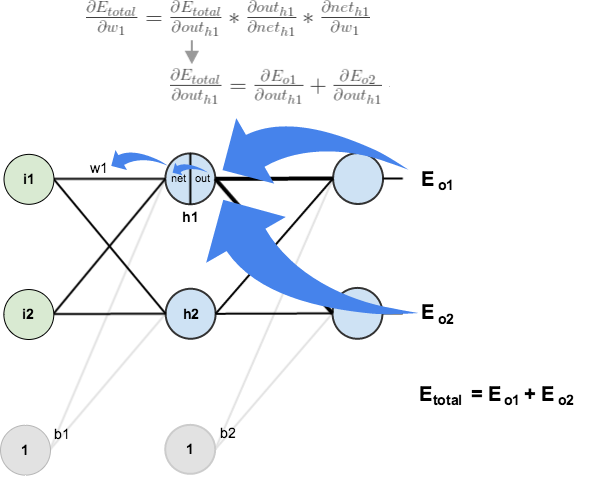 ∂E_total/∂w_1 = ∂E_total/∂out_h1 * ∂out_h1/∂net_h1 * ∂net_h1/∂w_1
∂E_total/∂out_h1 = ∂E_o1/∂out_h1 + ∂E_o2/∂out_h1
i1
w1
net
out
h1
E o1
i2
h2
E o2
E total = E o1 + E o2
1
b1
1
b2